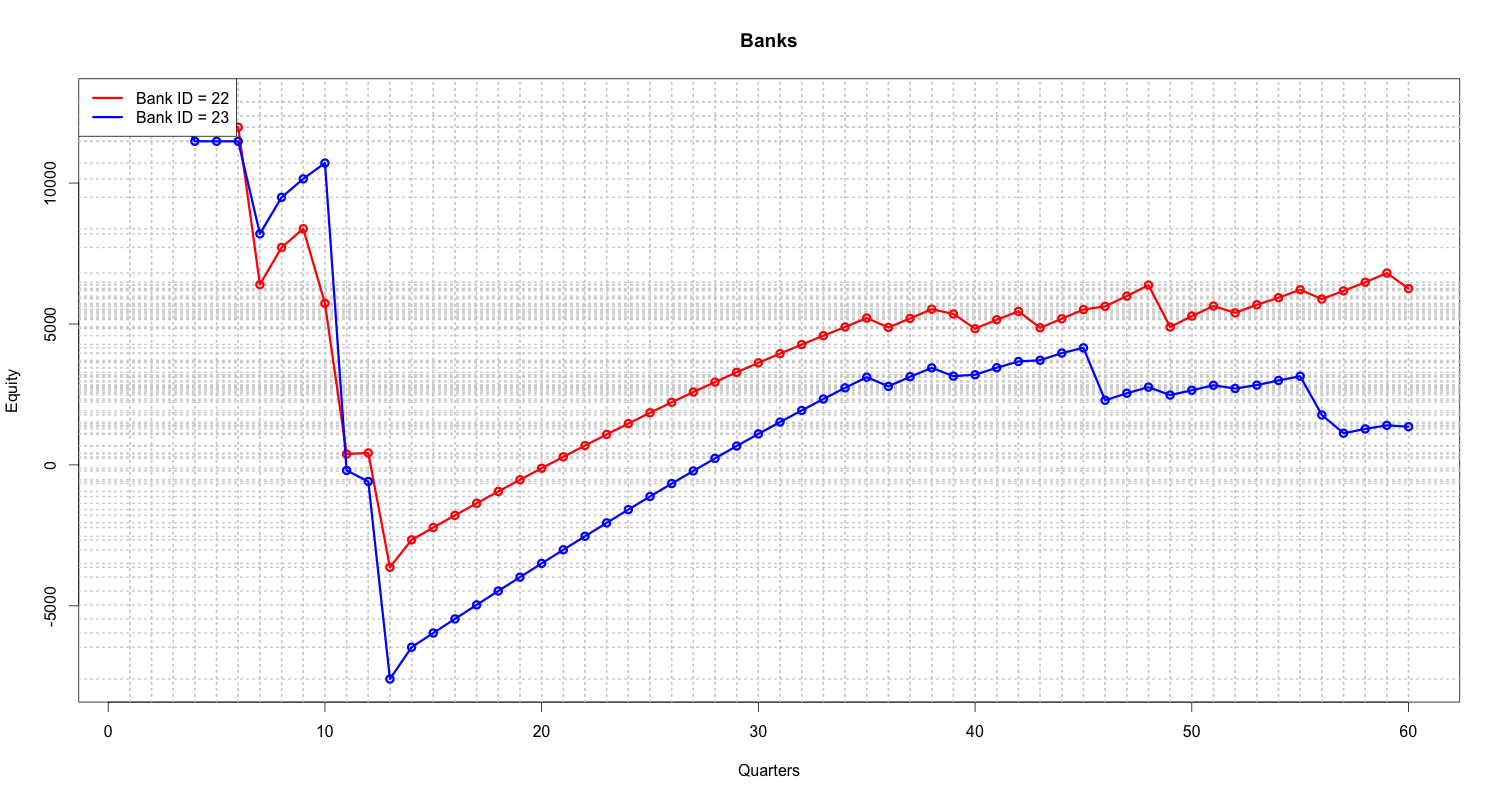 Banks
Bank ID = 22
Bank ID = 23
Equity
10000
5000
0
-5000
0 10 20 30 40 50 60
Quarters